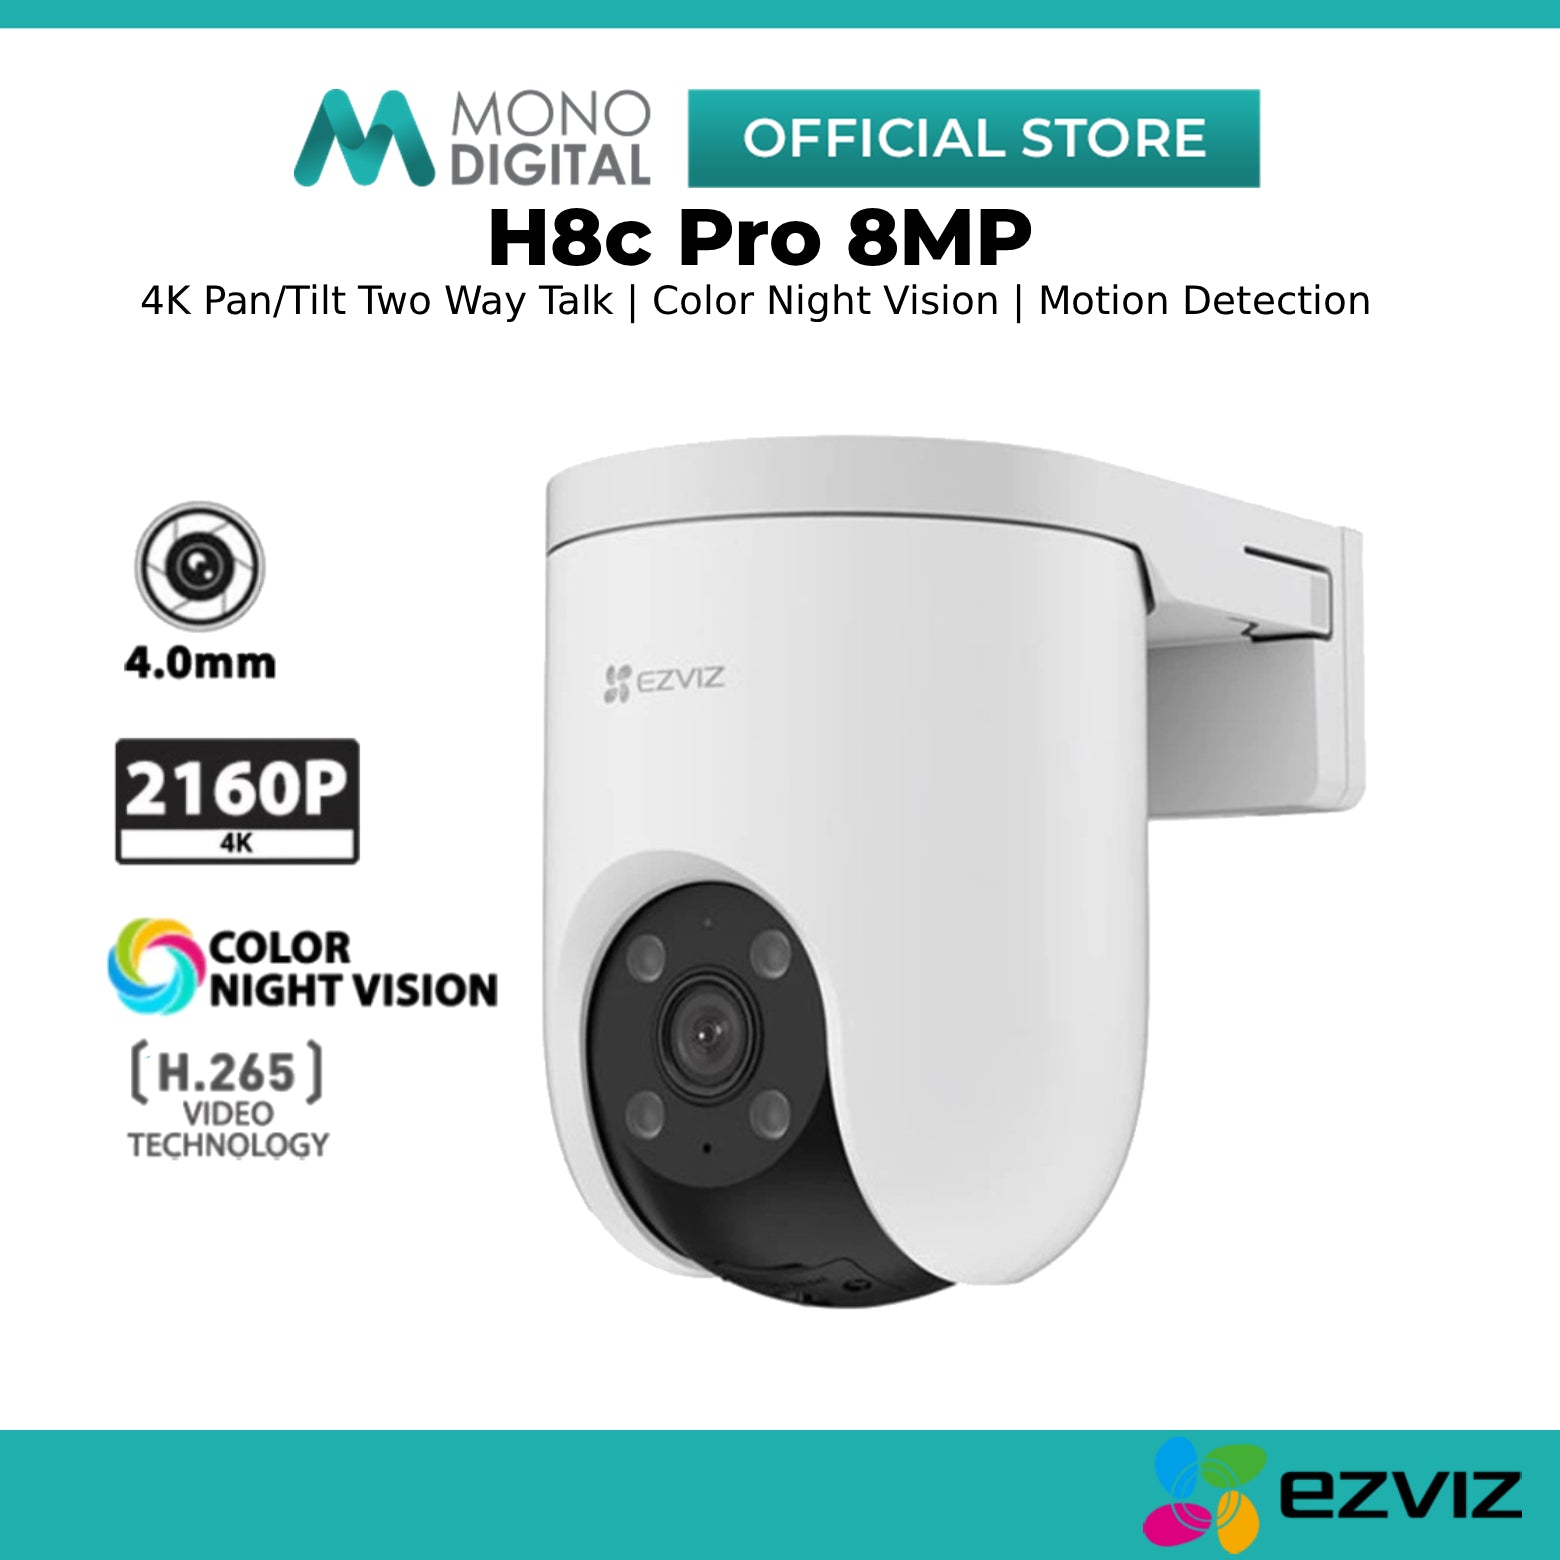 MONO
DIGITAL
OFFICIAL STORE
H8c Pro 8MP
4K Pan/Tilt Two Way Talk | Color Night Vision | Motion Detection
4.0mm
2160P
4K
COLOR
NIGHT VISION
[H.265]
VIDEO
TECHNOLOGY
EZVIZ
ezviz